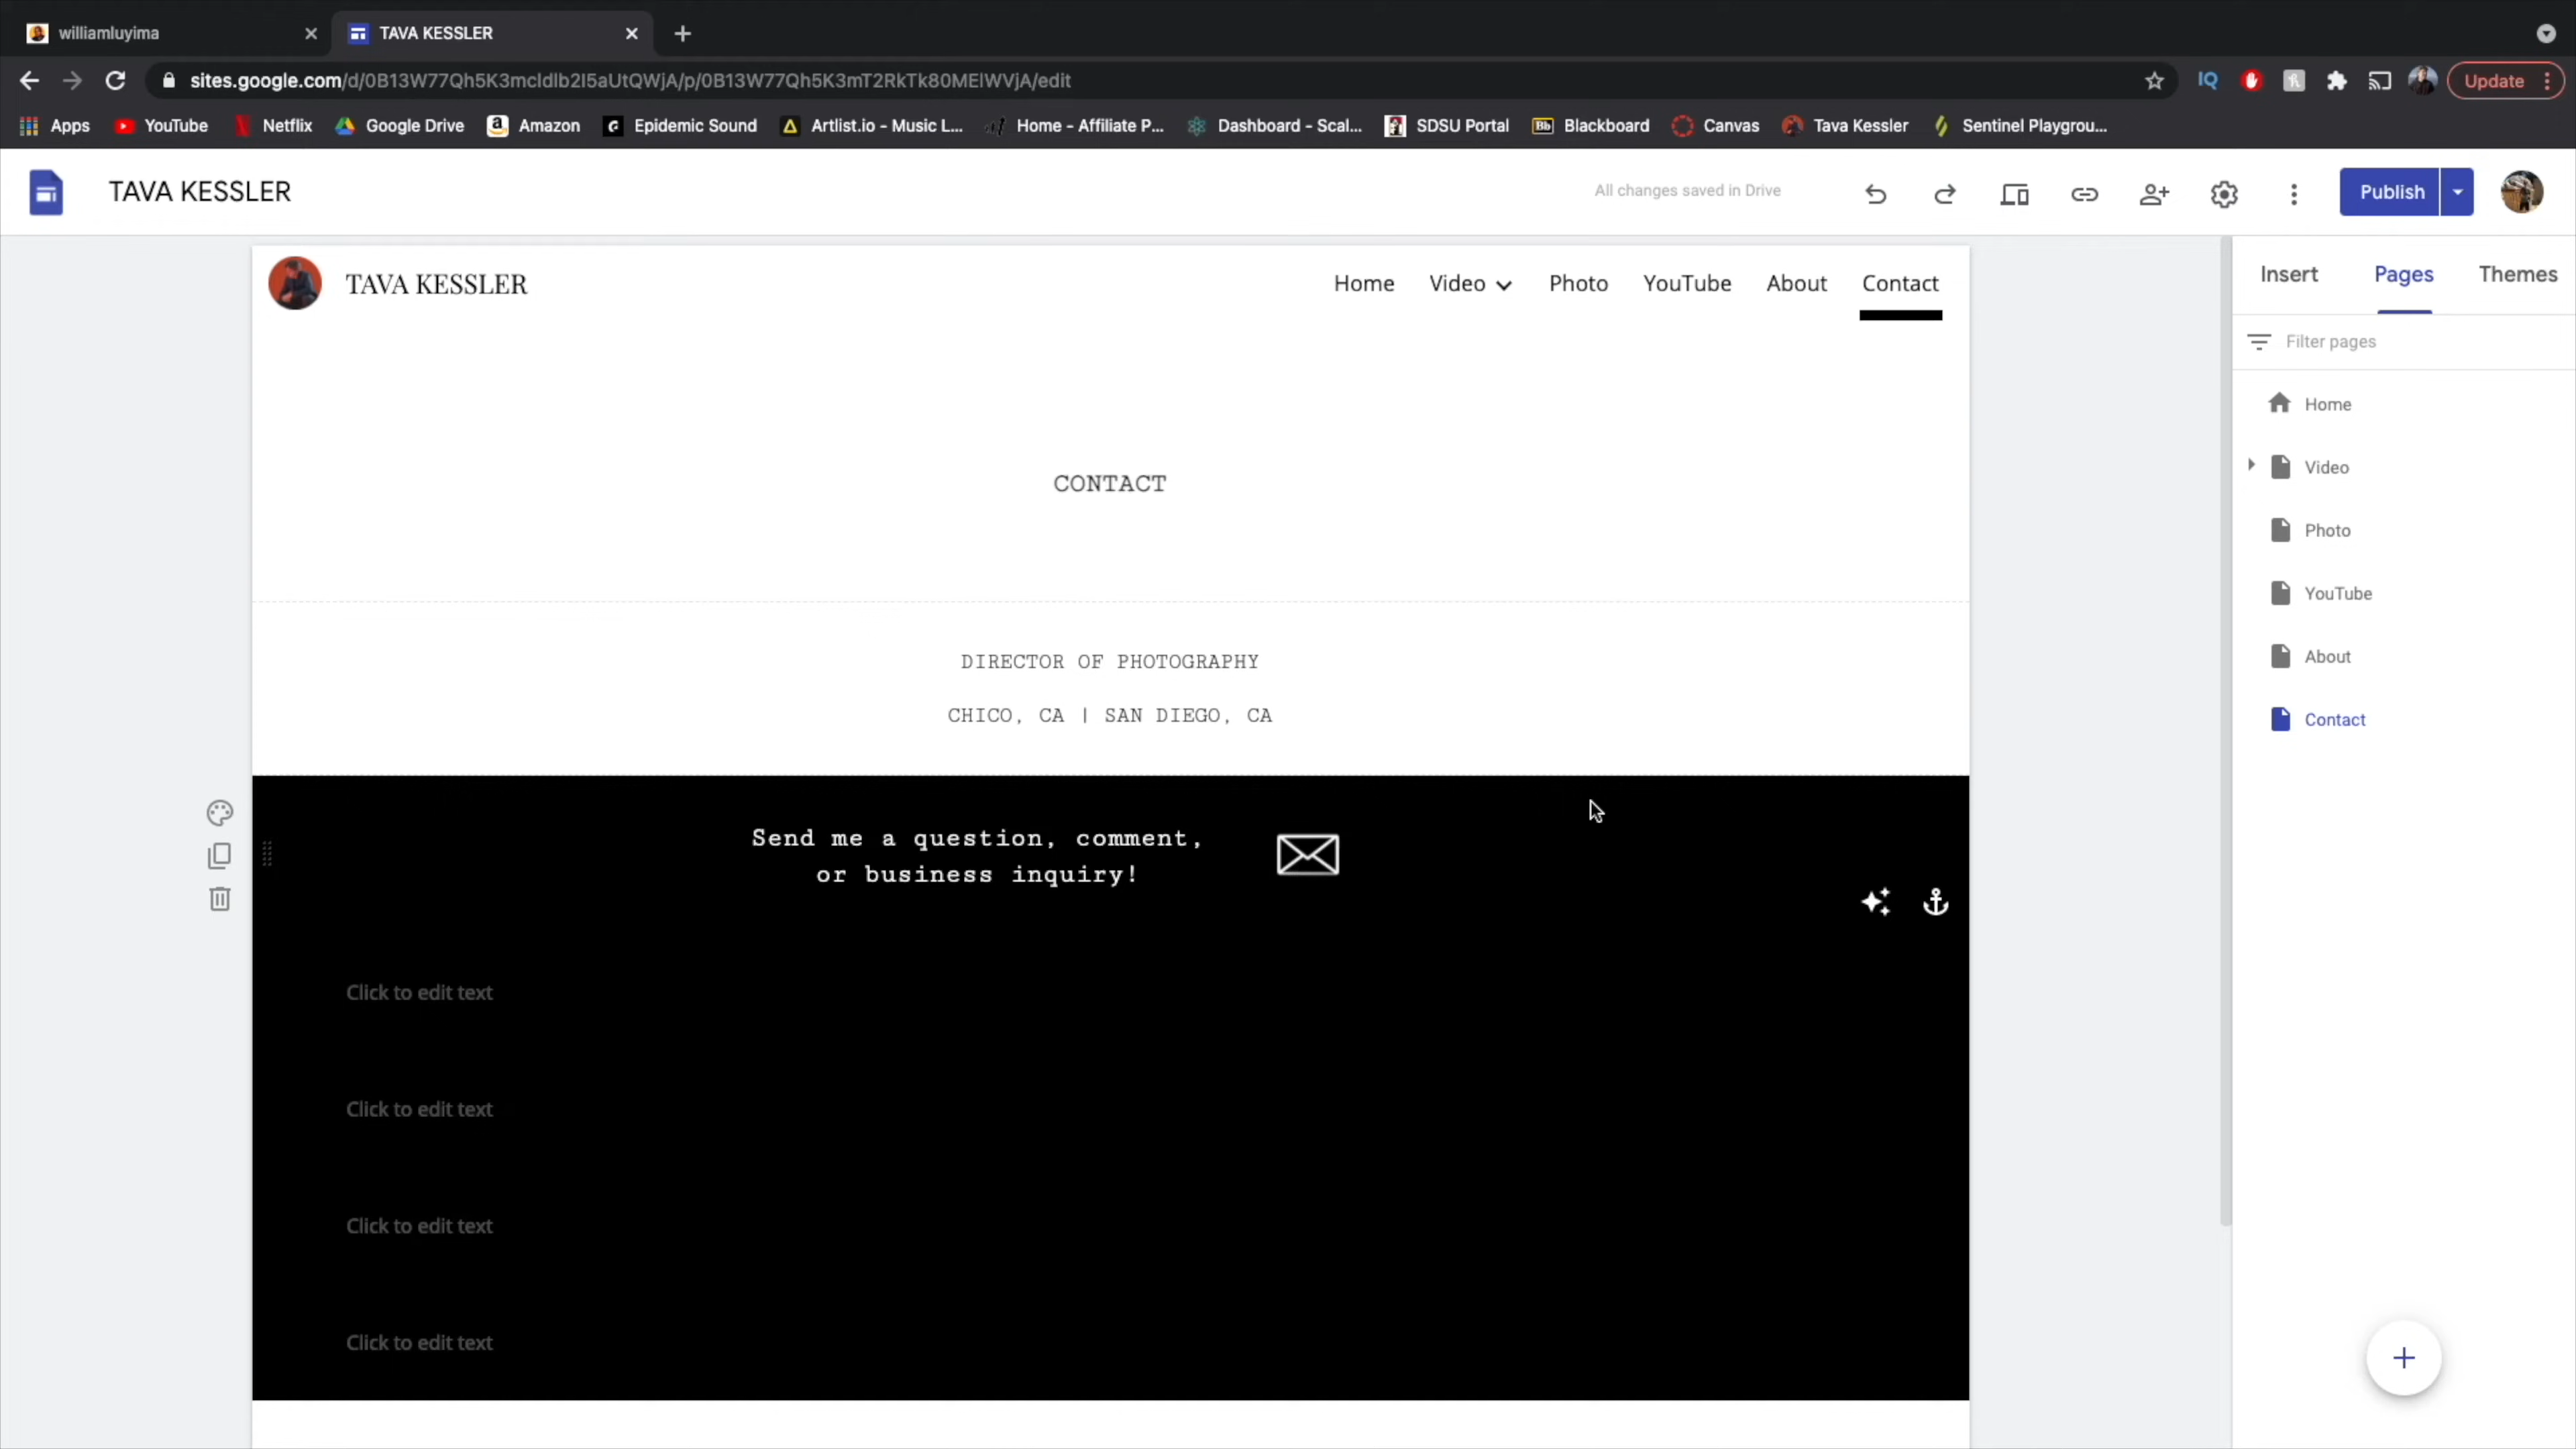 williamluyima
TAVA KESSLER
sites.google.com/d/0B13W77Qh5K3mcldlb2I5aUtQWjA/p/0B13W77Qh5K3mT2RkTk80MElWVjA/edit
IQ
Update
Apps
YouTube
Netflix
Google Drive
Amazon
Epidemic Sound
Artlist.io - Music L...
Home - Affiliate P...
Dashboard - Scal...
SDSU Portal
Bb
Blackboard
Canvas
Tava Kessler
Sentinel Playgrou...
TAVA KESSLER
All changes saved in Drive
Publish
TAVA KESSLER
Home
Video
Photo
YouTube
About
Contact
Insert
Pages
Themes
Filter pages
Home
Video
Photo
YouTube
About
Contact
CONTACT
DIRECTOR OF PHOTOGRAPHY
CHICO, CA | SAN DIEGO, CA
Send me a question, comment,
or business inquiry!
Click to edit text
Click to edit text
Click to edit text
Click to edit text